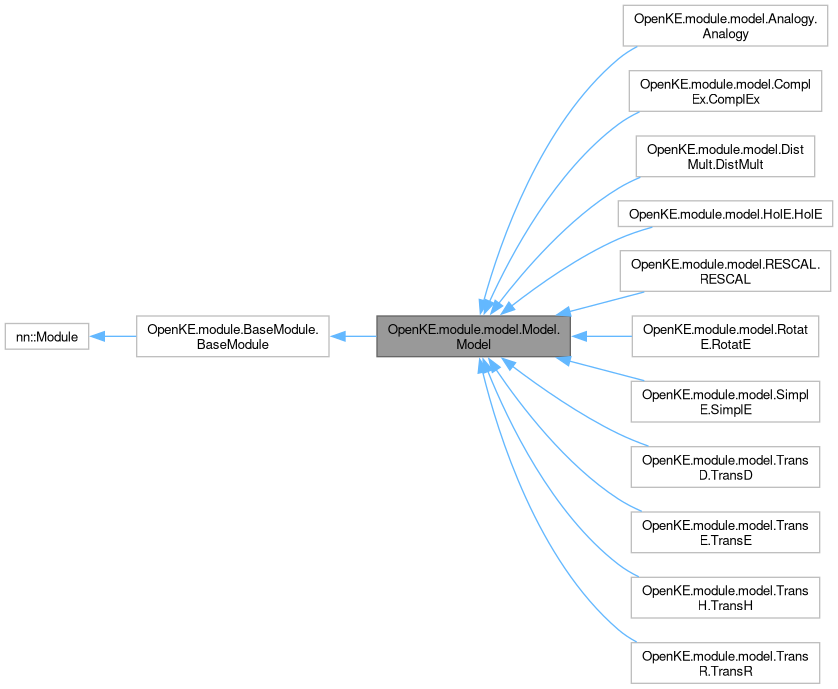 OpenKE.module.model.Analogy.
Analogy
OpenKE.module.model.Compl
Ex.ComplEx
OpenKE.module.model.Dist
Mult.DistMult
OpenKE.module.model.HolE.HolE
OpenKE.module.model.RESCAL.
RESCAL
nn::Module
OpenKE.module.BaseModule.
BaseModule
OpenKE.module.model.Model.
Model
OpenKE.module.model.Rotat
E.RotatE
OpenKE.module.model.Simpl
E.SimplE
OpenKE.module.model.Trans
D.TransD
OpenKE.module.model.Trans
E.TransE
OpenKE.module.model.Trans
H.TransH
OpenKE.module.model.Trans
R.TransR